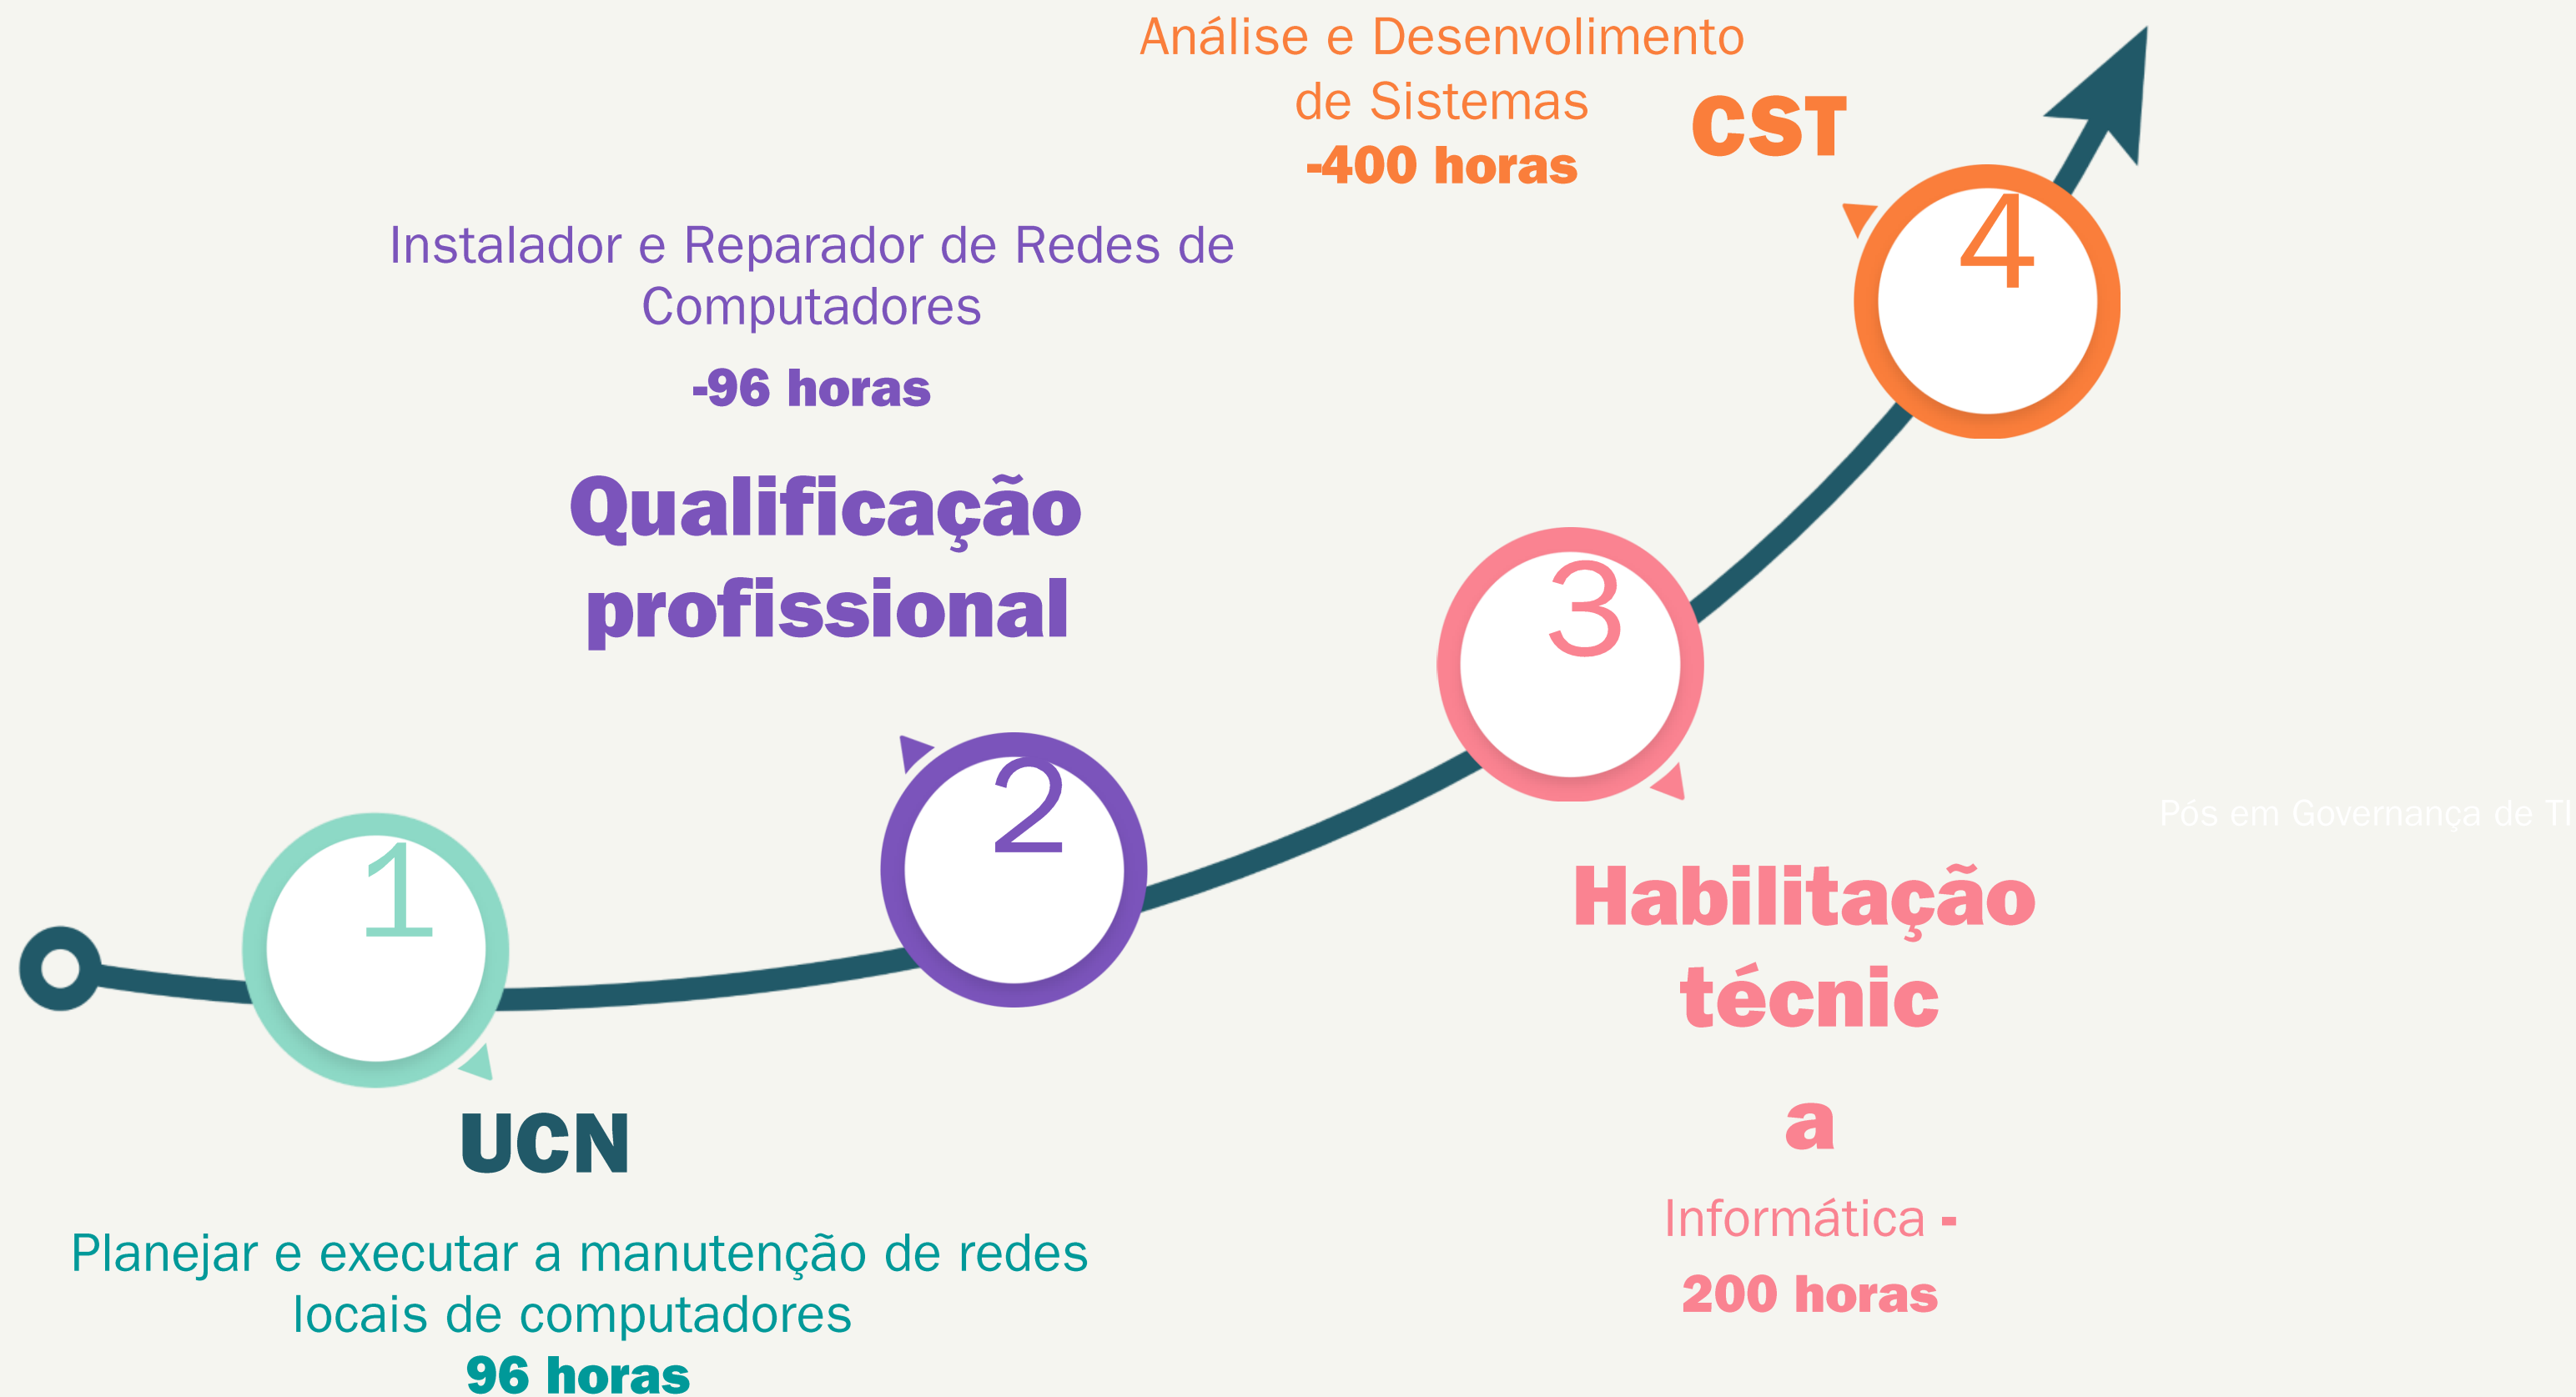 Análise e Desenvolimento
de Sistemas
-400 horas
CST
4
Instalador e Reparador de Redes de
Computadores
-96 horas
Qualificação
profissional
3
2
Pós em Governança de TI
1
Habilitação
técnic
a
Informática -
200 horas
UCN
Planejar e executar a manutenção de redes
locais de computadores
96 horas